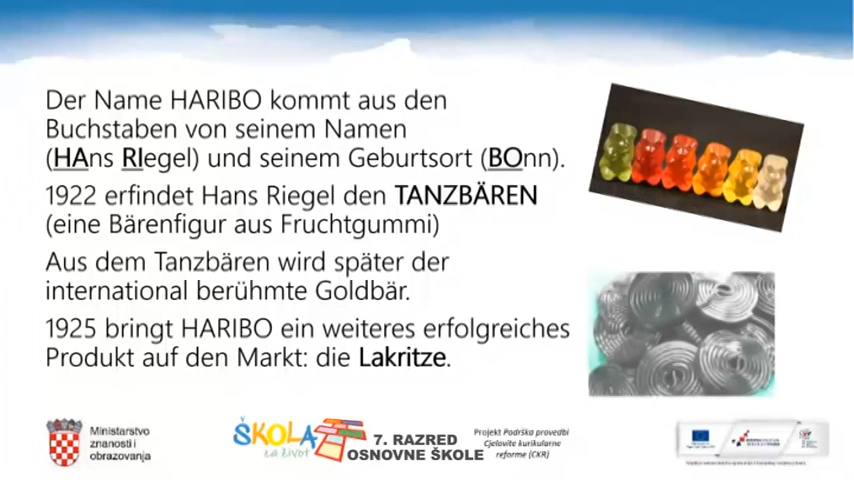 Der Name HARIBO kommt aus den
Buchstaben von seinem Namen
(HAns RIegel) und seinem Geburtsort (BOnn).
1922 erfindet Hans Riegel den TANZBÄREN
(eine Bärenfigur aus Fruchtgummi)
Aus dem Tanzbären wird später der
international berühmte Goldbär.
1925 bringt HARIBO ein weiteres erfolgreiches
Produkt auf den Markt: die Lakritze.
Ministarstvo
znanosti i
obrazovanja
ŠKOLA
za život
7. RAZRED
OSNOVNE ŠKOLE
Projekt Podrška provedbi
Cjelovite kurikularne
reforme (CKR)